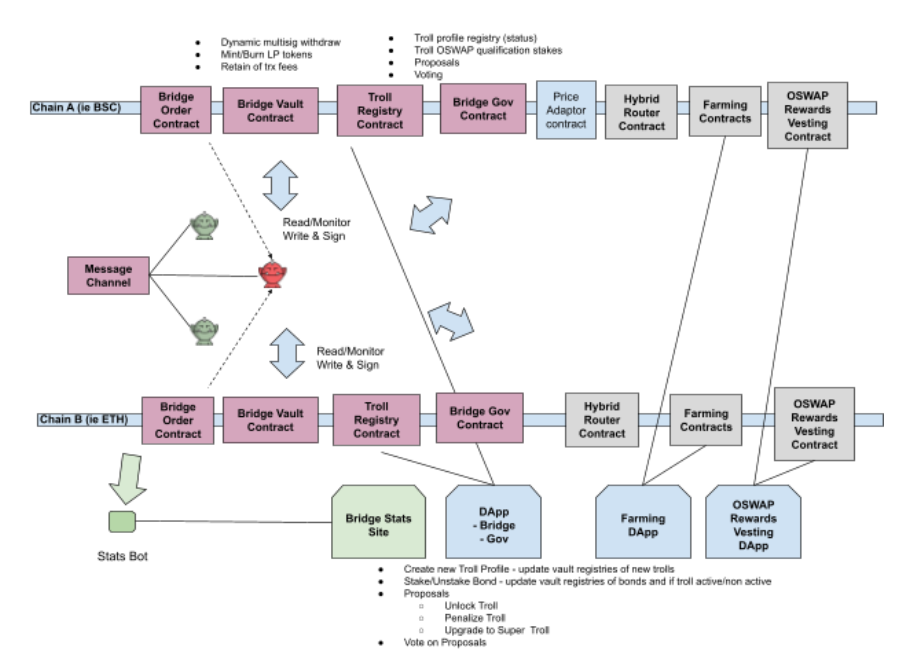 ● Dynamic multisig withdraw
● Mint/Burn LP tokens
● Retain of trx fees
● Troll profile registry (status)
● Troll OSWAP qualification stakes
● Proposals
● Voting
Chain A (ie BSC)
Bridge
Order
Contract
Bridge Vault
Contract
Troll
Registry
Contract
Bridge Gov
Contract
Price
Adaptor
contract
Hybrid
Router
Contract
Farming
Contracts
OSWAP
Rewards
Vesting
Contract
Read/Monitor
Write & Sign
Message
Channel
Read/Monitor
Write & Sign
Chain B (ie ETH)
Bridge
Order
Contract
Bridge Vault
Contract
Troll
Registry
Contract
Bridge Gov
Contract
Hybrid
Router
Contract
Farming
Contracts
OSWAP
Rewards
Vesting
Contract
Stats Bot
Bridge Stats
Site
DApp
- Bridge
- Gov
Farming
DApp
OSWAP
Rewards
Vesting
DApp
● Create new Troll Profile - update vault registries of new trolls
● Stake/Unstake Bond - update vault registries of bonds and if troll active/non active
● Proposals
○ Unlock Troll
○ Penalize Troll
○ Upgrade to Super Troll
● Vote on Proposals